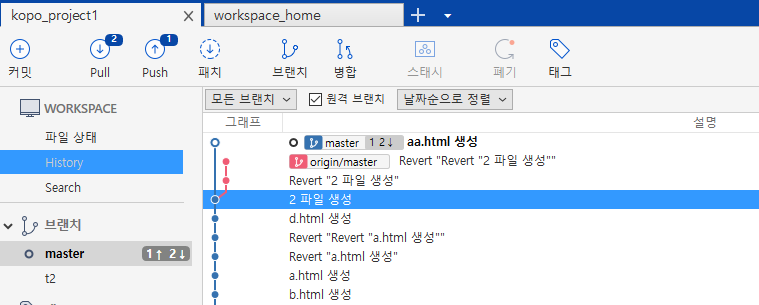 kopo_project1
workspace_home
2
1
커밋 Pull Push 패치 브랜치 병합 스태시 폐기 태그
WORKSPACE
파일 상태
History
Search
브랜치
master 1↑ 2↓
t2
모든 브랜치 원격 브랜치 날짜순으로 정렬
그래프 설명
master 1 2↓ aa.html 생성
origin/master Revert "Revert "2 파일 생성""
Revert "2 파일 생성"
2 파일 생성
d.html 생성
Revert "Revert "a.html 생성""
Revert "a.html 생성"
a.html 생성
b.html 생성